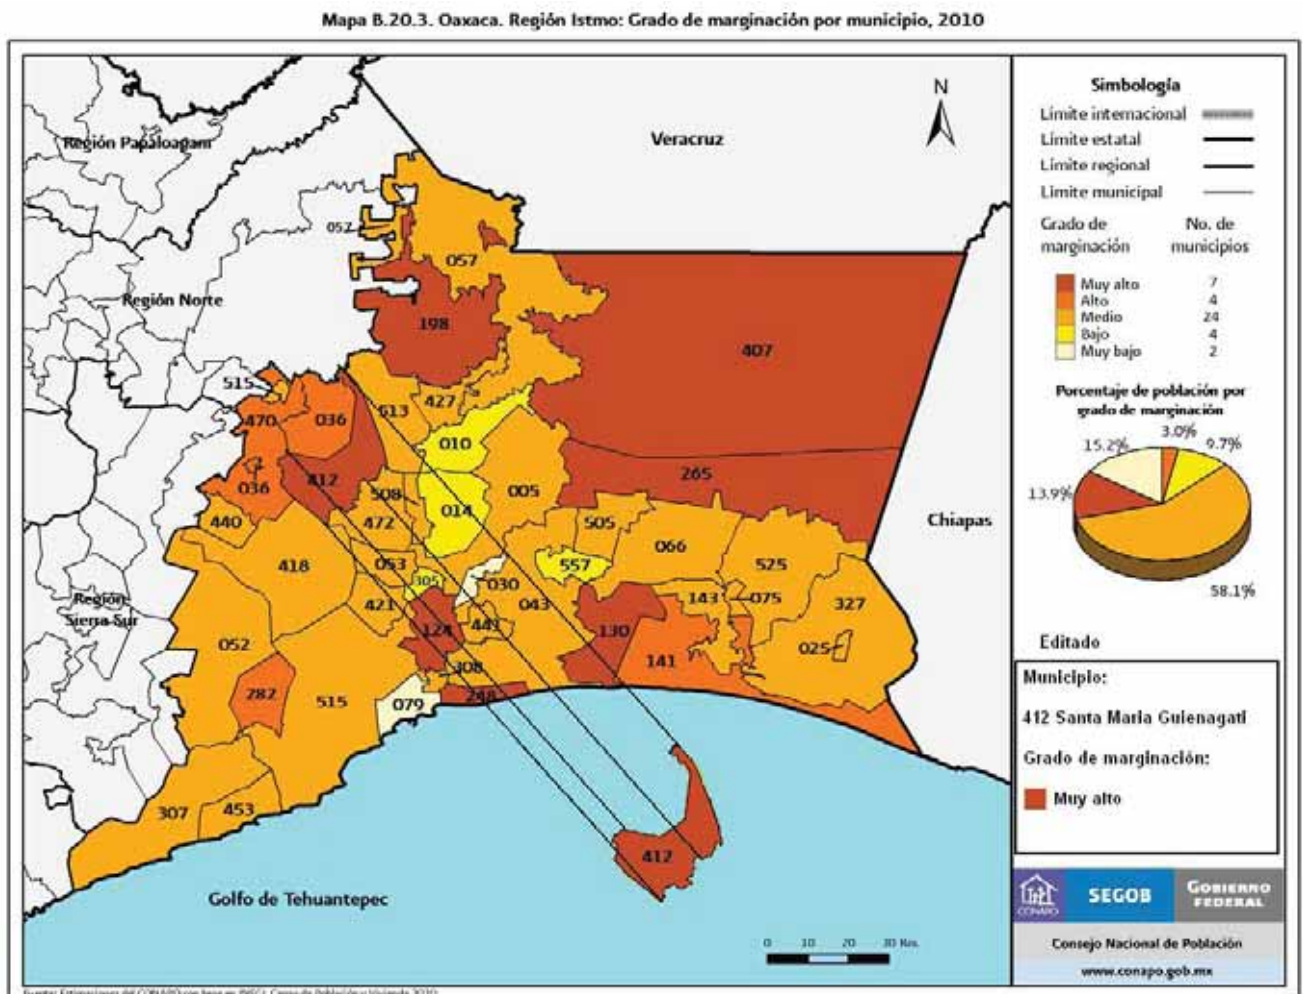 Mapa B.20.3. Oaxaca. Región Istmo: Grado de marginación por municipio, 2010
Región Papaloapam
Veracruz
N
052
057
Región Norte
198
407
515
470
036
513
427
010
412
265
036
508
005
014
440
472
505
066
Chiapas
418
053
305
557
525
030
Región
Sierra Sur
421
043
143
075
327
124
441
130
052
025
308
141
282
515
079
248
307
453
412
Golfo de Tehuantepec
0 10 20 30 Km.
Simbología
Límite internacional
Límite estatal
Límite regional
Límite municipal
Grado de marginación No. de municipios
Muy alto 7
Alto 4
Medio 24
Bajo 4
Muy bajo 2
Porcentaje de población por
grado de marginación
3.0%
15.2%
9.7%
13.9%
58.1%
Editado
Municipio:
412 Santa Maria Guienagati
Grado de marginación:
Muy alto
CONAPO
SEGOB
GOBIERNO
FEDERAL
Consejo Nacional de Población
www.conapo.gob.mx